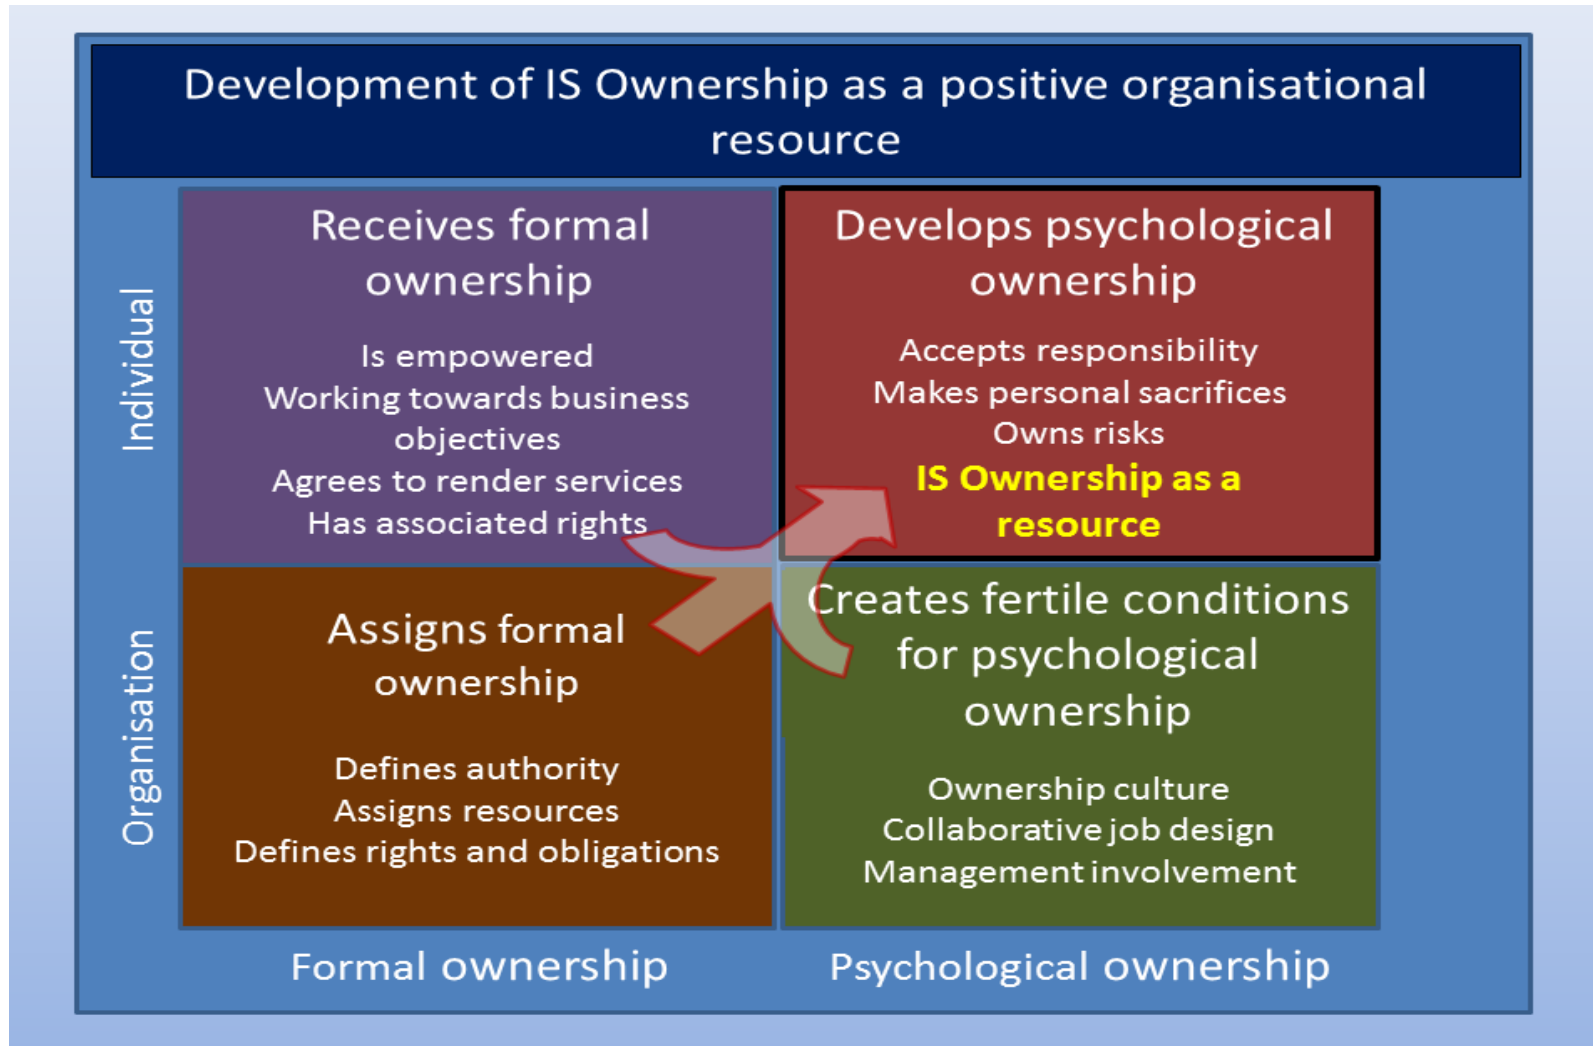 Development of IS Ownership as a positive organisational
resource
Individual
Receives formal
ownership
Is empowered
Working towards business
objectives
Agrees to render services
Has associated rights
Develops psychological
ownership
Accepts responsibility
Makes personal sacrifices
Owns risks
IS Ownership as a
resource
Organisation
Assigns formal
ownership
Defines authority
Assigns resources
Defines rights and obligations
Creates fertile conditions
for psychological
ownership
Ownership culture
Collaborative job design
Management involvement
Formal ownership
Psychological ownership